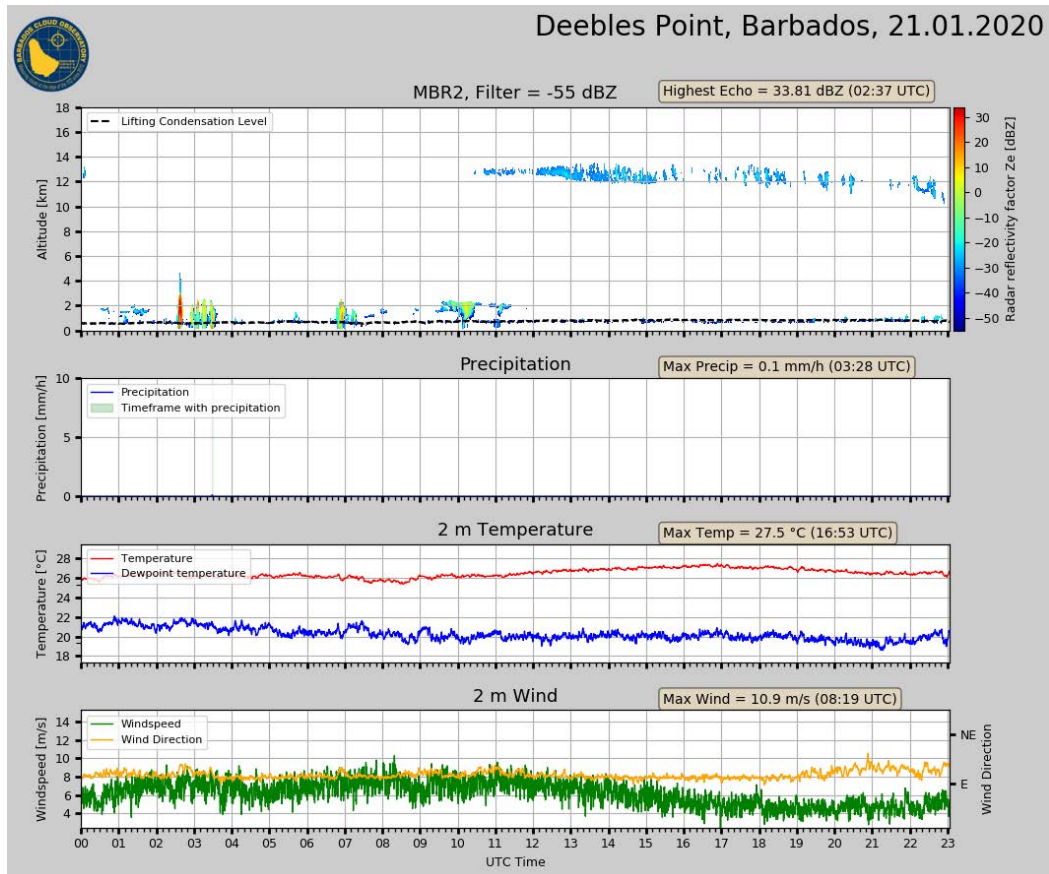 Deebles Point, Barbados, 21.01.2020
BARBADOS CLOUD OBSERVATORY
MBR2, Filter = -55 dBZ
Highest Echo = 33.81 dBZ (02:37 UTC)
Lifting Condensation Level
Altitude [km]
18
16
14
12
10
8
6
4
2
0
30
20
10
0
−10
−20
−30
−40
−50
Radar reflectivity factor Ze [dBZ]
Precipitation
Max Precip = 0.1 mm/h (03:28 UTC)
Precipitation
Timeframe with precipitation
Precipitation [mm/h]
10
5
0
2 m Temperature
Max Temp = 27.5 °C (16:53 UTC)
Temperature
Dewpoint temperature
Temperature [°C]
28
26
24
22
20
18
2 m Wind
Max Wind = 10.9 m/s (08:19 UTC)
Windspeed
Wind Direction
Windspeed [m/s]
14
12
10
8
6
4
NE
E
Wind Direction
00 01 02 03 04 05 06 07 08 09 10 11 12 13 14 15 16 17 18 19 20 21 22 23
UTC Time